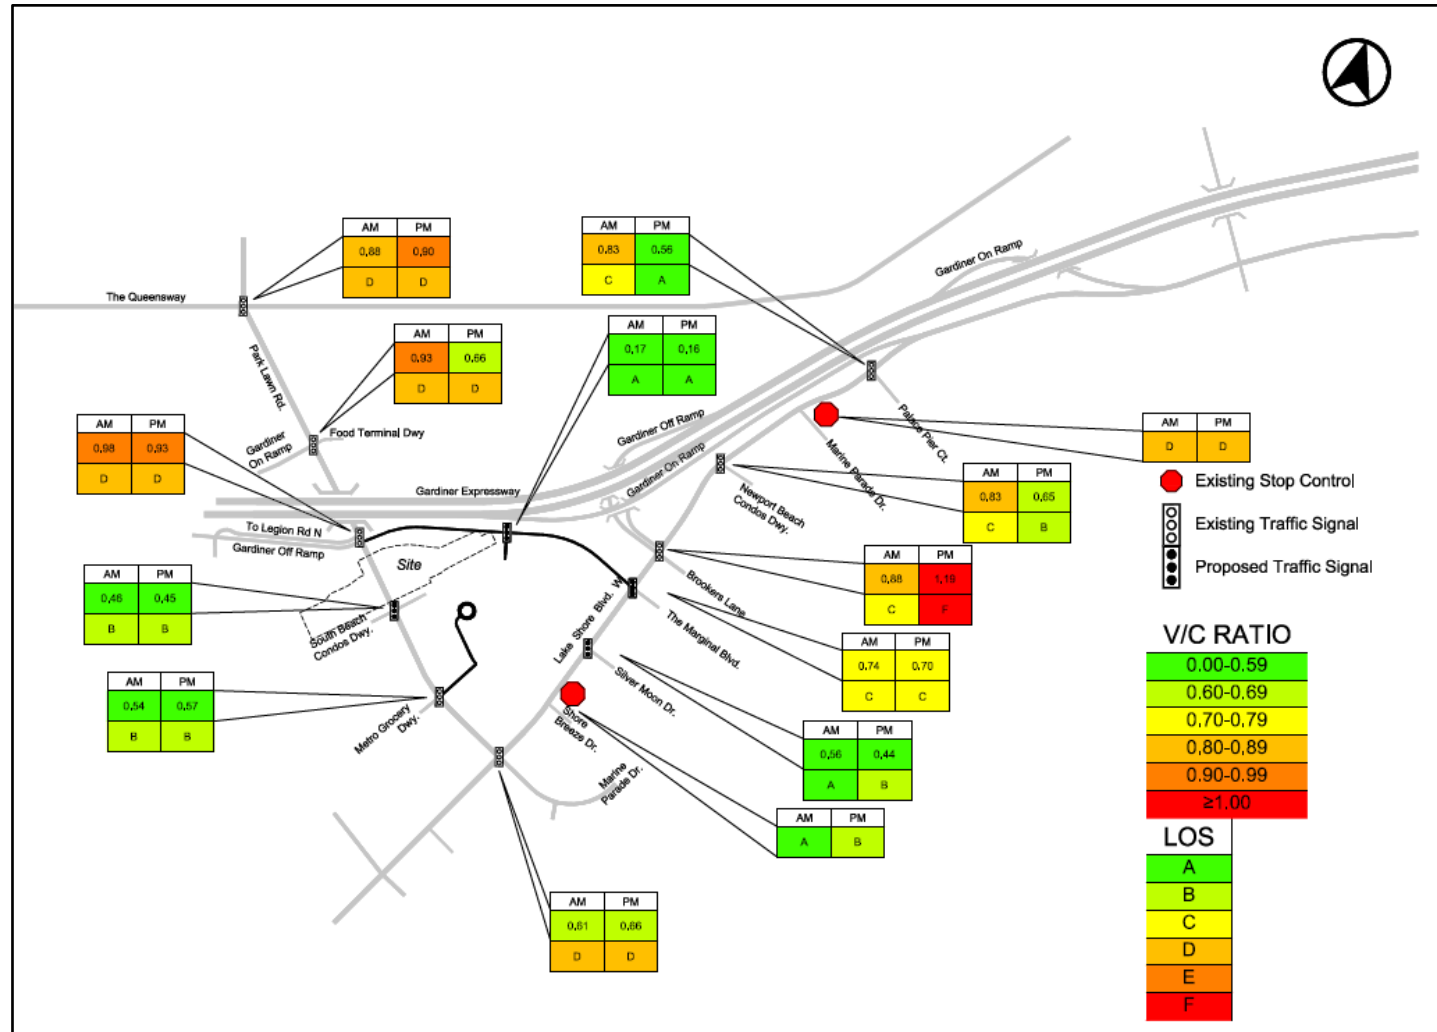 AM PM
0.88 0.90
D D
AM PM
0.83 0.56
C A
Gardiner On Ramp
The Queensway
AM PM
0.93 0.66
D D
AM PM
0.17 0.16
A A
Park Lawn Rd.
Gardiner
On Ramp
Food Terminal Dwy
Gardiner Off Ramp
Gardiner On Ramp
Palace Pier Ct.
Marine Parade Dr.
AM PM
D D
AM PM
0.98 0.93
D D
Gardiner Expressway
Newport Beach
Condos Dwy.
AM PM
0.83 0.65
C B
Existing Stop Control
Existing Traffic Signal
Proposed Traffic Signal
To Legion Rd N
Gardiner Off Ramp
Site
AM PM
0.46 0.45
B B
South Beach
Condos Dwy.
Lake Shore Blvd. W
Brookers Lane
The Marginal Blvd.
AM PM
0.88 1.19
C F
AM PM
0.74 0.70
C C
Silver Moon Dr.
AM PM
0.54 0.57
B B
Metro Grocery
Dwy.
Shore
Breeze Dr.
Marine
Parade Dr.
AM PM
0.56 0.44
A B
AM PM
A B
AM PM
0.61 0.66
D D
V/C RATIO
0.00-0.59
0.60-0.69
0.70-0.79
0.80-0.89
0.90-0.99
≥1.00
LOS
A
B
C
D
E
F